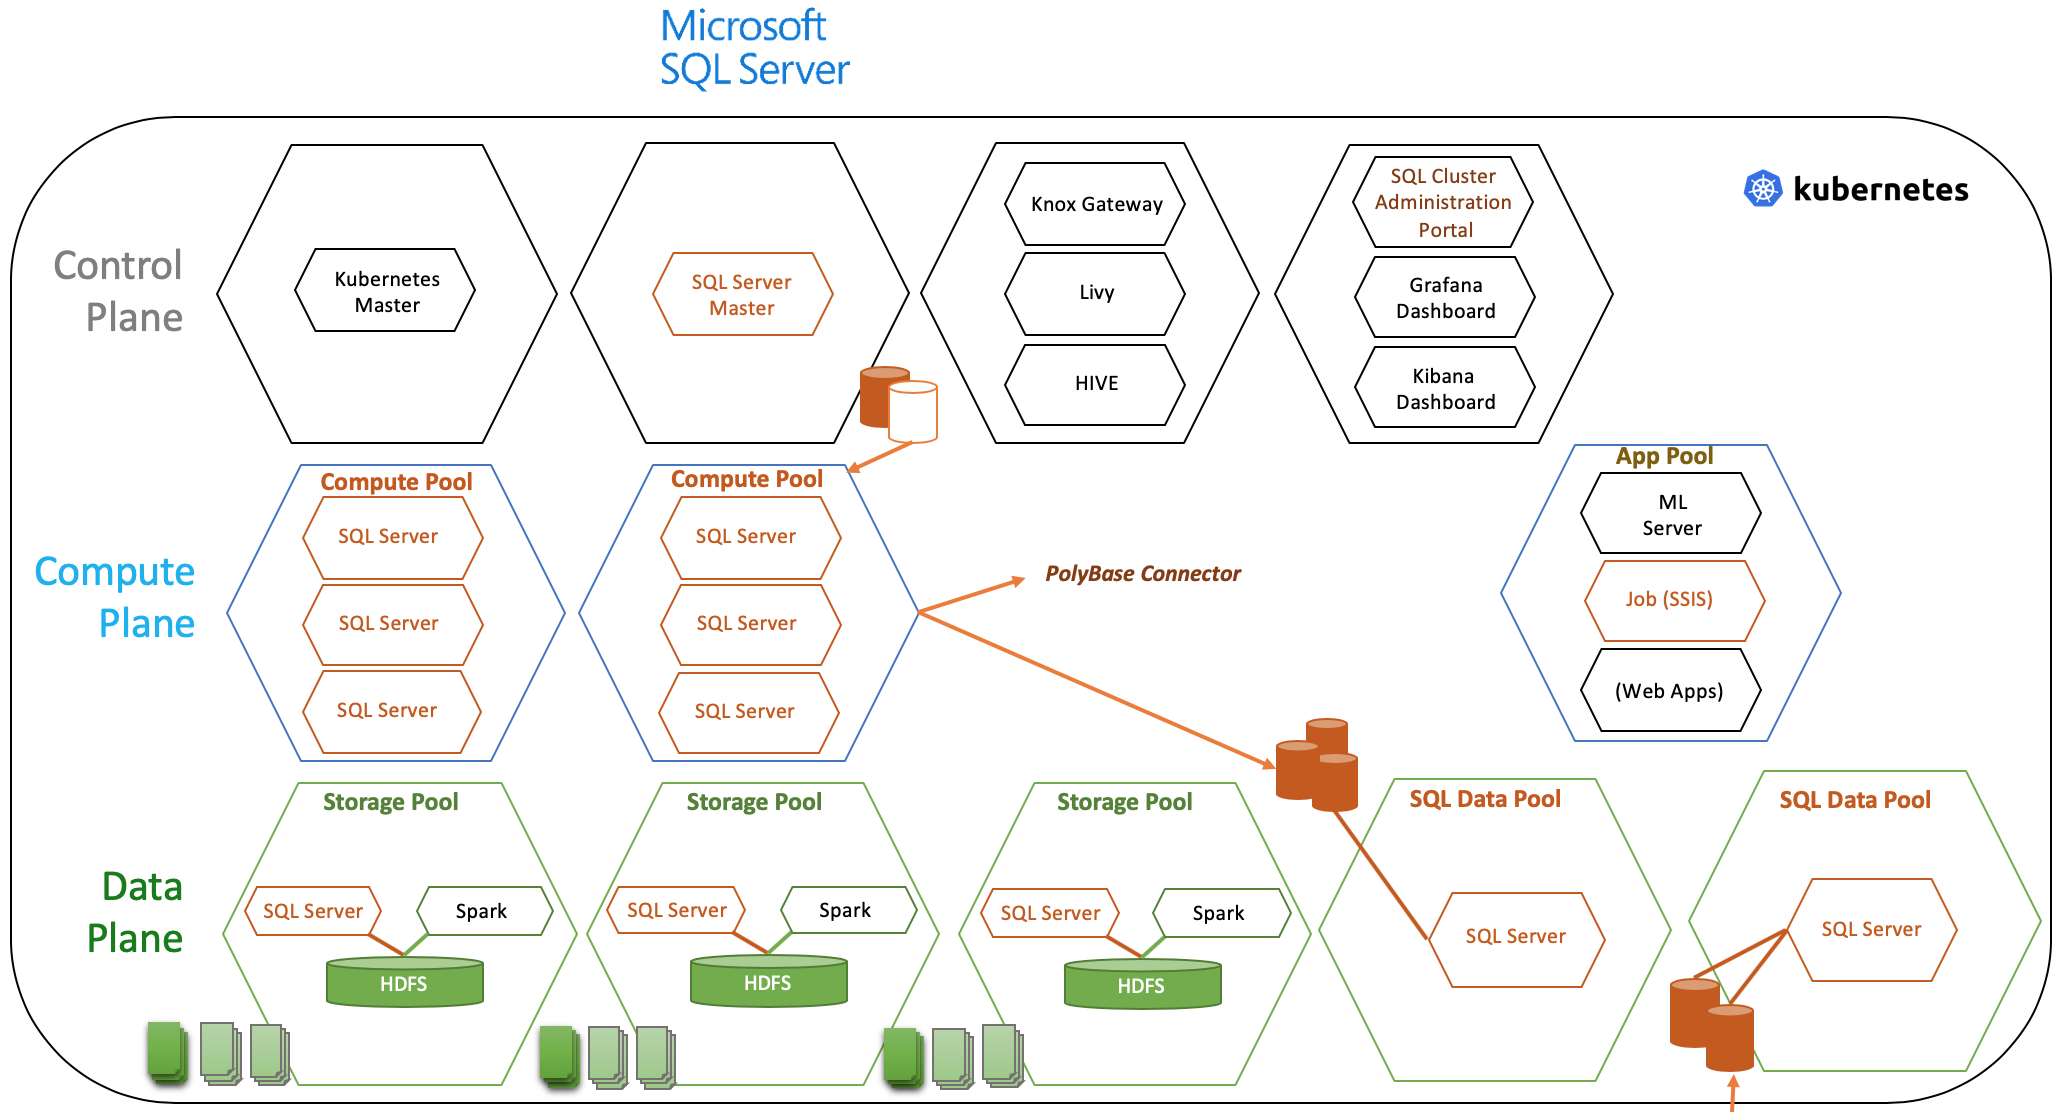 Microsoft
SQL Server
kubernetes
Control
Plane
Kubernetes
Master
SQL Server
Master
Knox Gateway
Livy
HIVE
SQL Cluster
Administration
Portal
Grafana
Dashboard
Kibana
Dashboard
Compute
Plane
Compute Pool
SQL Server
SQL Server
SQL Server
Compute Pool
SQL Server
SQL Server
SQL Server
PolyBase Connector
App Pool
ML
Server
Job (SSIS)
(Web Apps)
Data
Plane
Storage Pool
SQL Server
Spark
HDFS
Storage Pool
SQL Server
Spark
HDFS
Storage Pool
SQL Server
Spark
HDFS
SQL Data Pool
SQL Server
SQL Data Pool
SQL Server